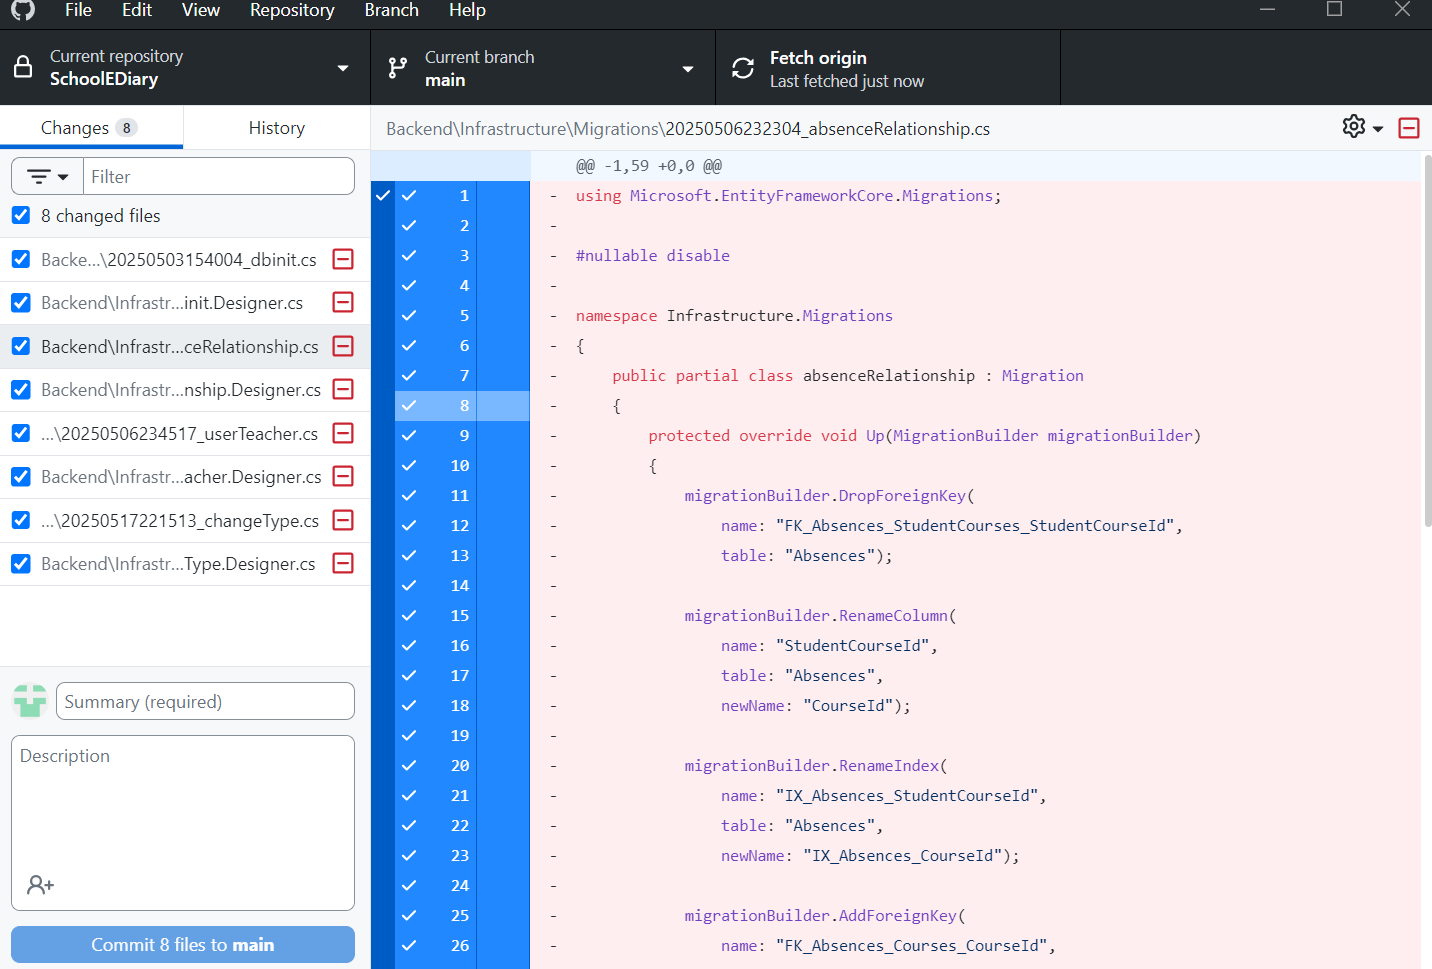 File Edit View Repository Branch Help
Current repository
SchoolEDiary
Current branch
main
Fetch origin
Last fetched just now
Changes 8
History
Filter
8 changed files
Backe...\20250503154004_dbinit.cs
Backend\Infrastr...init.Designer.cs
Backend\Infrastr...ceRelationship.cs
Backend\Infrastr...nship.Designer.cs
...\20250506234517_userTeacher.cs
Backend\Infrastr...acher.Designer.cs
...\20250517221513_changeType.cs
Backend\Infrastr...Type.Designer.cs
Summary (required)
Description
Commit 8 files to main
Backend\Infrastructure\Migrations\20250506232304_absenceRelationship.cs
@@ -1,59 +0,0 @@
1 - using Microsoft.EntityFrameworkCore.Migrations;
2 -
3 - #nullable disable
4 -
5 - namespace Infrastructure.Migrations
6 - {
7 - public partial class absenceRelationship : Migration
8 - {
9 - protected override void Up(MigrationBuilder migrationBuilder)
10 - {
11 - migrationBuilder.DropForeignKey(
12 - name: "FK_Absences_StudentCourses_StudentCourseId",
13 - table: "Absences");
14 -
15 - migrationBuilder.RenameColumn(
16 - name: "StudentCourseId",
17 - table: "Absences",
18 - newName: "CourseId");
19 -
20 - migrationBuilder.RenameIndex(
21 - name: "IX_Absences_StudentCourseId",
22 - table: "Absences",
23 - newName: "IX_Absences_CourseId");
24 -
25 - migrationBuilder.AddForeignKey(
26 - name: "FK_Absences_Courses_CourseId",